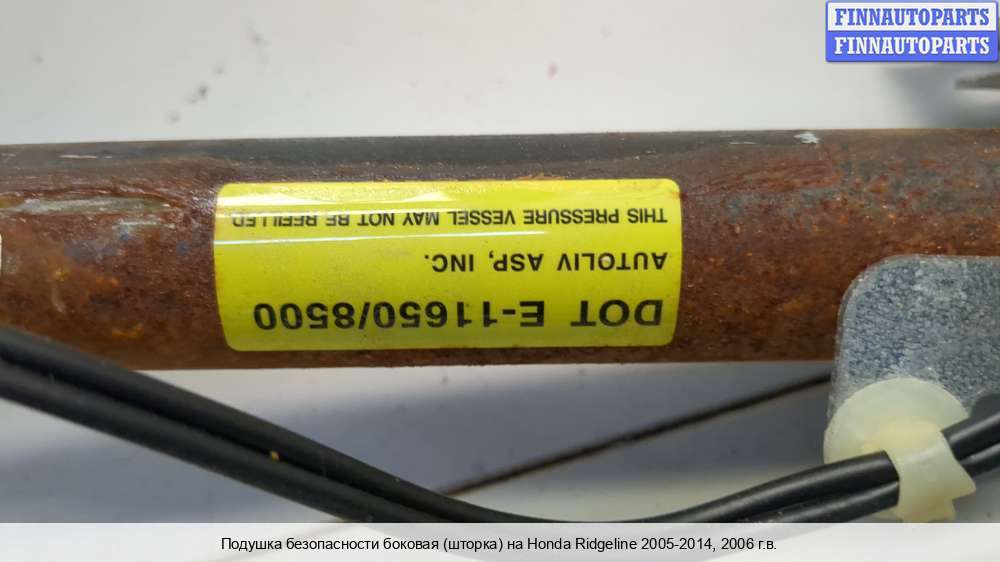 FINNAUTOPARTS
FINNAUTOPARTS
DOT E-11650/8500
AUTOLIV ASP, INC.
THIS PRESSURE VESSEL MAY NOT BE REFILLED
Подушка безопасности боковая (шторка) на Honda Ridgeline 2005-2014, 2006 г.в.